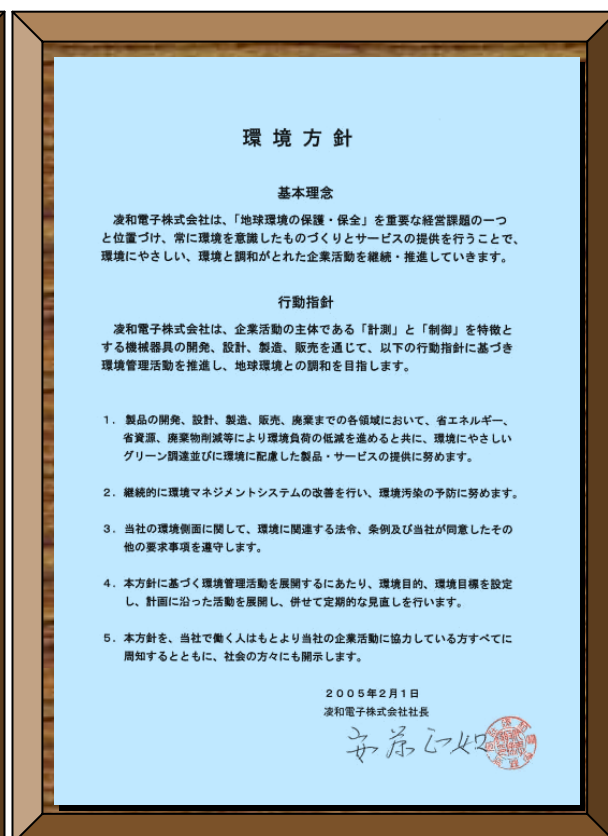 環境方針
基本理念
凌和電子株式会社は、「地球環境の保護・保全」を重要な経営課題の一つ
と位置づけ、常に環境を意識したものづくりとサービスの提供を行うことで、
環境にやさしい、環境と調和がとれた企業活動を継続・推進していきます。
行動指針
凌和電子株式会社は、企業活動の主体である「計測」と「制御」を特徴と
する機械器具の開発、設計、製造、販売を通じて、以下の行動指針に基づき
環境管理活動を推進し、地球環境との調和を目指します。
1．製品の開発、設計、製造、販売、廃棄までの各領域において、省エネルギー、
省資源、廃棄物削減等により環境負荷の低減を進めると共に、環境にやさしい
グリーン調達並びに環境に配慮した製品・サービスの提供に努めます。
2．継続的に環境マネジメントシステムの改善を行い、環境汚染の予防に努めます。
3．当社の環境側面に関して、環境に関連する法令、条例及び当社が同意したその
他の要求事項を遵守します。
4．本方針に基づく環境管理活動を展開するにあたり、環境目的、環境目標を設定
し、計画に沿った活動を展開し、併せて定期的な見直しを行います。
5．本方針を、当社で働く人はもとより当社の企業活動に協力している方すべてに
周知するとともに、社会の方々にも開示します。
2005年2月1日
凌和電子株式会社社長